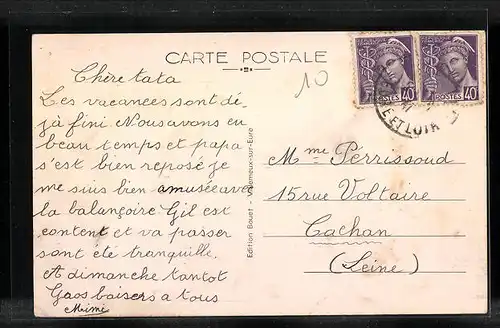 CARTE POSTALE
10
Chère tata
Les vacances sont dé-
jà fini. Nous avons eu
beau temps et papa
s'est bien reposé je
me suis bien amusée avec
la balançoire Gil est
content et va passer
sont été tranquille.
A dimanche tantot
Gros baisers a tous
Mimi
Edition Bouet - Vernouillet-sur-Eure
POSTES 40
POSTES 40
E ET LOIR
Mme Perrissoud
15 rue Voltaire
Cachan
(Seine)